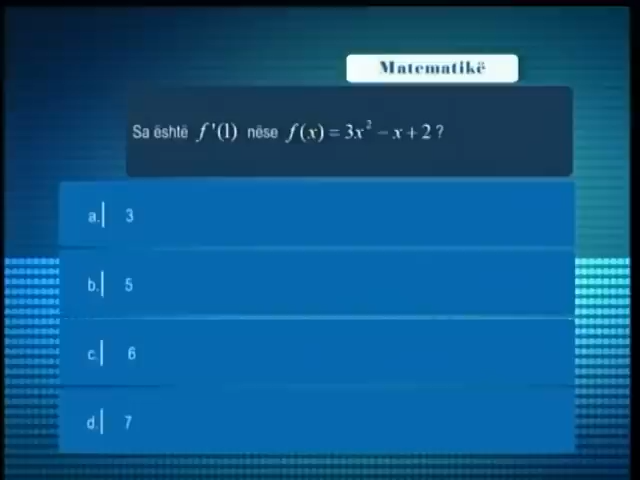 Matematikë
Sa është f'(1) nëse f(x) = 3x² − x + 2 ?
a. 3
b. 5
c. 6
d. 7